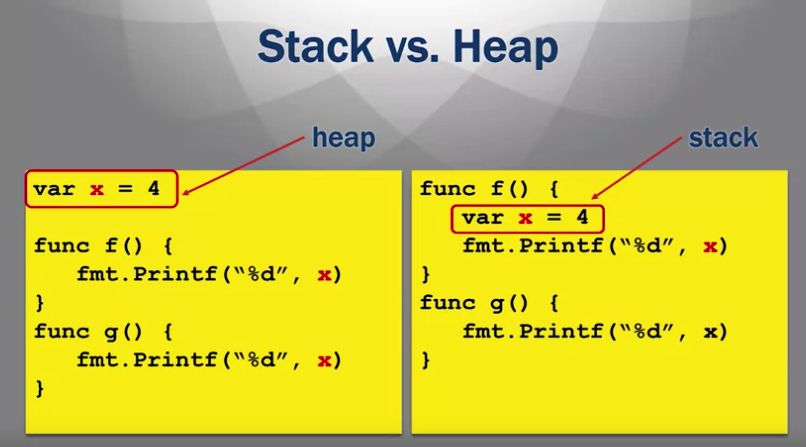 Stack vs. Heap
heap
var x = 4
func f() {
fmt.Printf(“%d”, x)
}
func g() {
fmt.Printf(“%d”, x)
}
stack
func f() {
var x = 4
fmt.Printf(“%d”, x)
}
func g() {
fmt.Printf(“%d”, x)
}